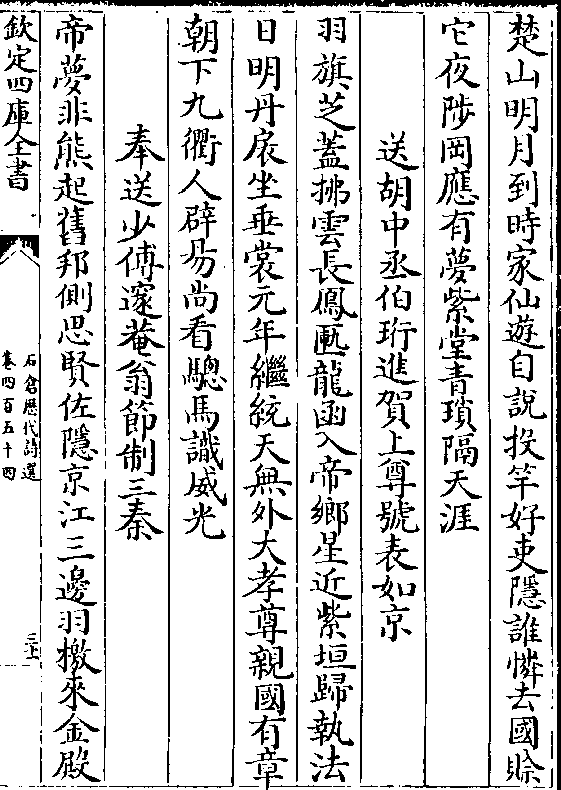 楚山明月到時家仙遊自説投竿好吏隱誰憐去國賖
它夜陟岡應有夢紫堂青瑣隔天涯
送胡中丞伯珩進賀上尊號表如京
羽旗芝蓋拂雲長鳳匭龍函入帝鄉星近紫垣歸執法
日明丹扆坐垂裳元年繼統天無外大孝尊親國有章
朝下九衢人辟易尚看驄馬識威光
奉送少傅邃菴翁節制三秦
帝夢非熊起舊邦側思賢佐隱京江三邊羽檄來金殿
欽定四庫全書
石倉歷代詩選
卷四百五十四
三上